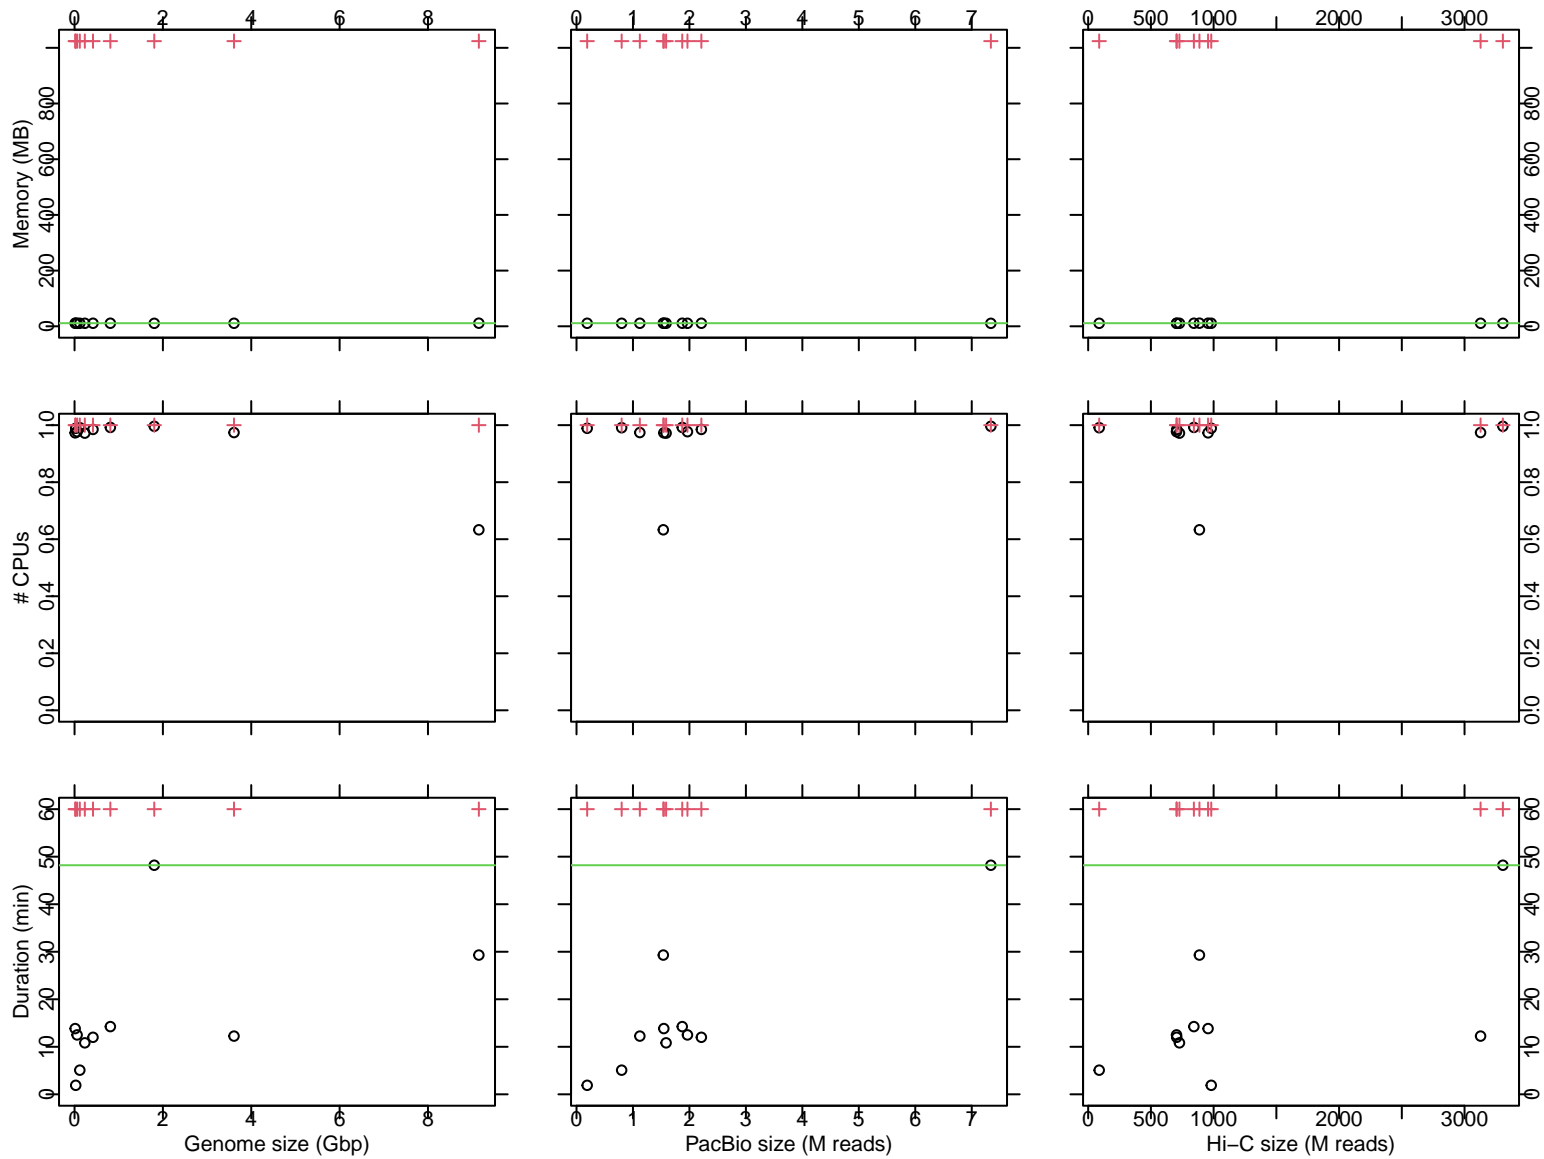 0 2 4 6 8
0 1 2 3 4 5 6 7
0 500 1000 2000 3000
Memory (MB)
0 200 400 600 800
0 200 400 600 800
# CPUs
0.0 0.2 0.4 0.6 0.8 1.0
0.0 0.2 0.4 0.6 0.8 1.0
Duration (min)
0 10 20 30 40 50 60
0 10 20 30 40 50 60
0 2 4 6 8
Genome size (Gbp)
0 1 2 3 4 5 6 7
PacBio size (M reads)
0 500 1000 2000 3000
Hi−C size (M reads)